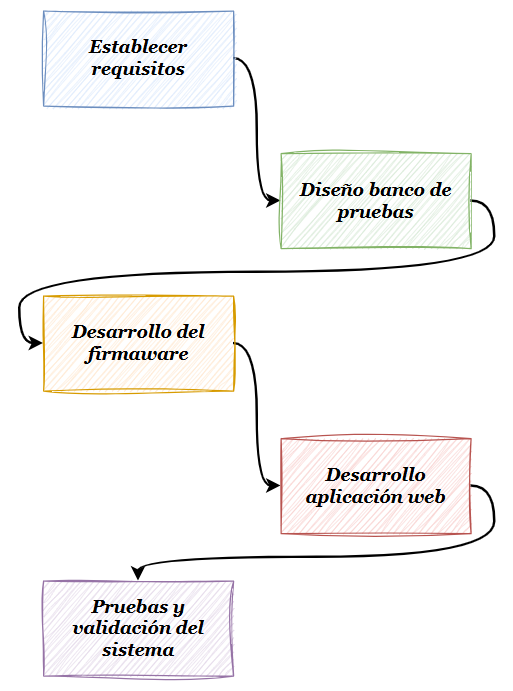 Establecer
requisitos
Diseño banco de
pruebas
Desarrollo del
firmaware
Desarrollo
aplicación web
Pruebas y
validación del
sistema